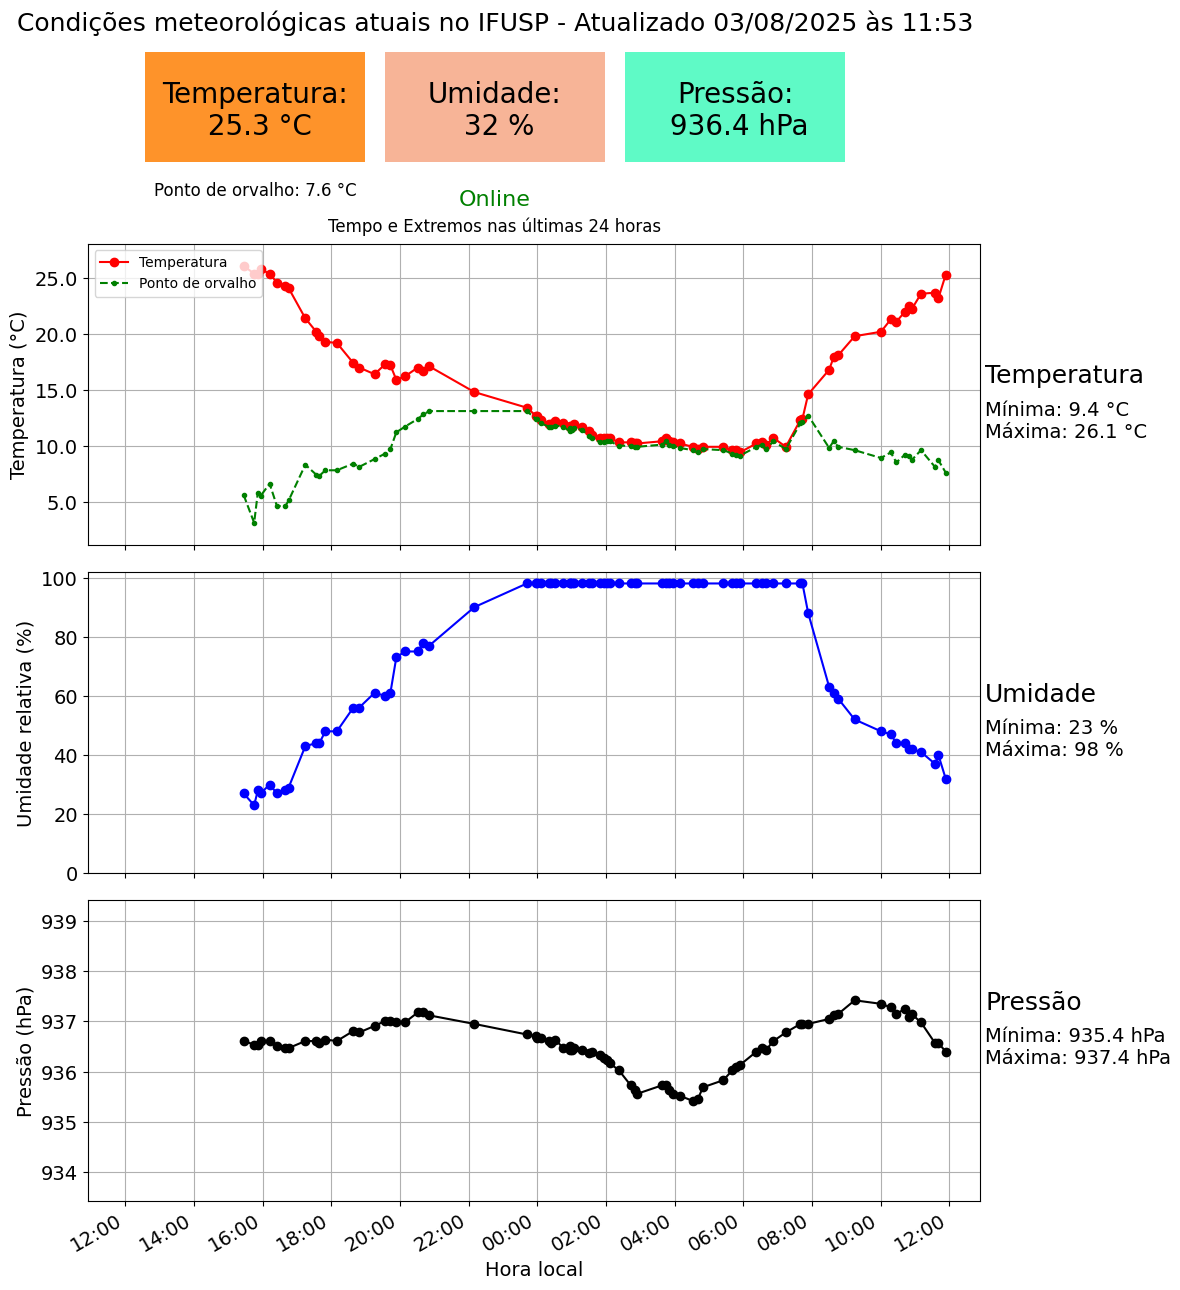 Condições meteorológicas atuais no IFUSP - Atualizado 03/08/2025 às 11:53
Temperatura:
25.3 °C
Umidade:
32 %
Pressão:
936.4 hPa
Ponto de orvalho: 7.6 °C
Online
Tempo e Extremos nas últimas 24 horas
Temperatura
Ponto de orvalho
Temperatura (°C)
25.0
20.0
15.0
10.0
5.0
Temperatura
Mínima: 9.4 °C
Máxima: 26.1 °C
Umidade relativa (%)
100
80
60
40
20
0
Umidade
Mínima: 23 %
Máxima: 98 %
Pressão (hPa)
939
938
937
936
935
934
Pressão
Mínima: 935.4 hPa
Máxima: 937.4 hPa
12:00 14:00 16:00 18:00 20:00 22:00 00:00 02:00 04:00 06:00 08:00 10:00 12:00
Hora local